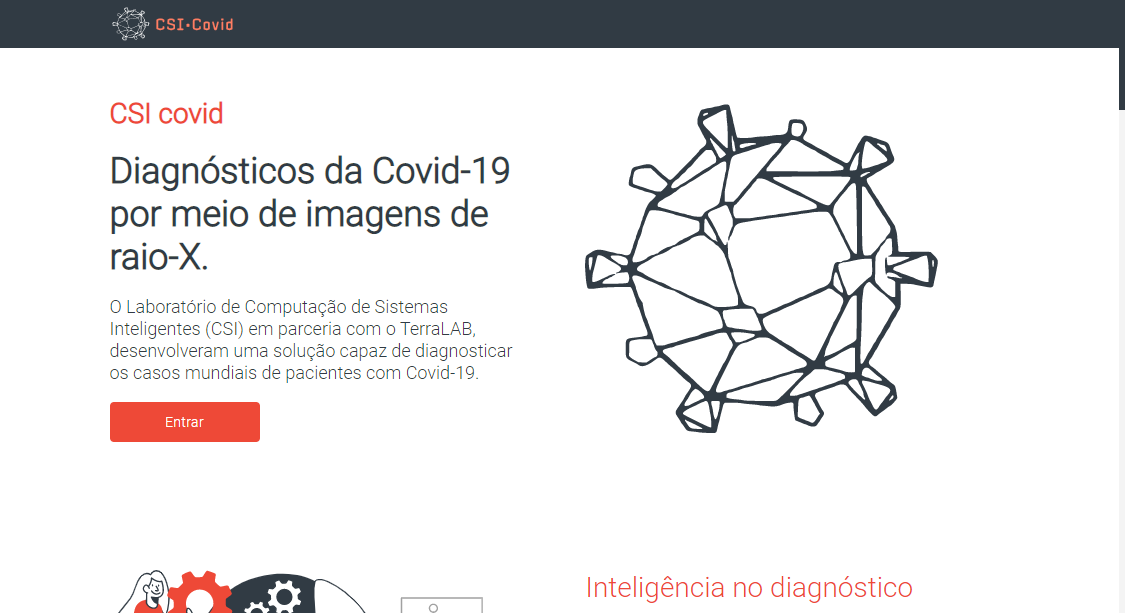 CSI•Covid
CSI covid
Diagnósticos da Covid-19
por meio de imagens de
raio-X.
O Laboratório de Computação de Sistemas
Inteligentes (CSI) em parceria com o TerraLAB,
desenvolveram uma solução capaz de diagnosticar
os casos mundiais de pacientes com Covid-19.
Entrar
Inteligência no diagnóstico